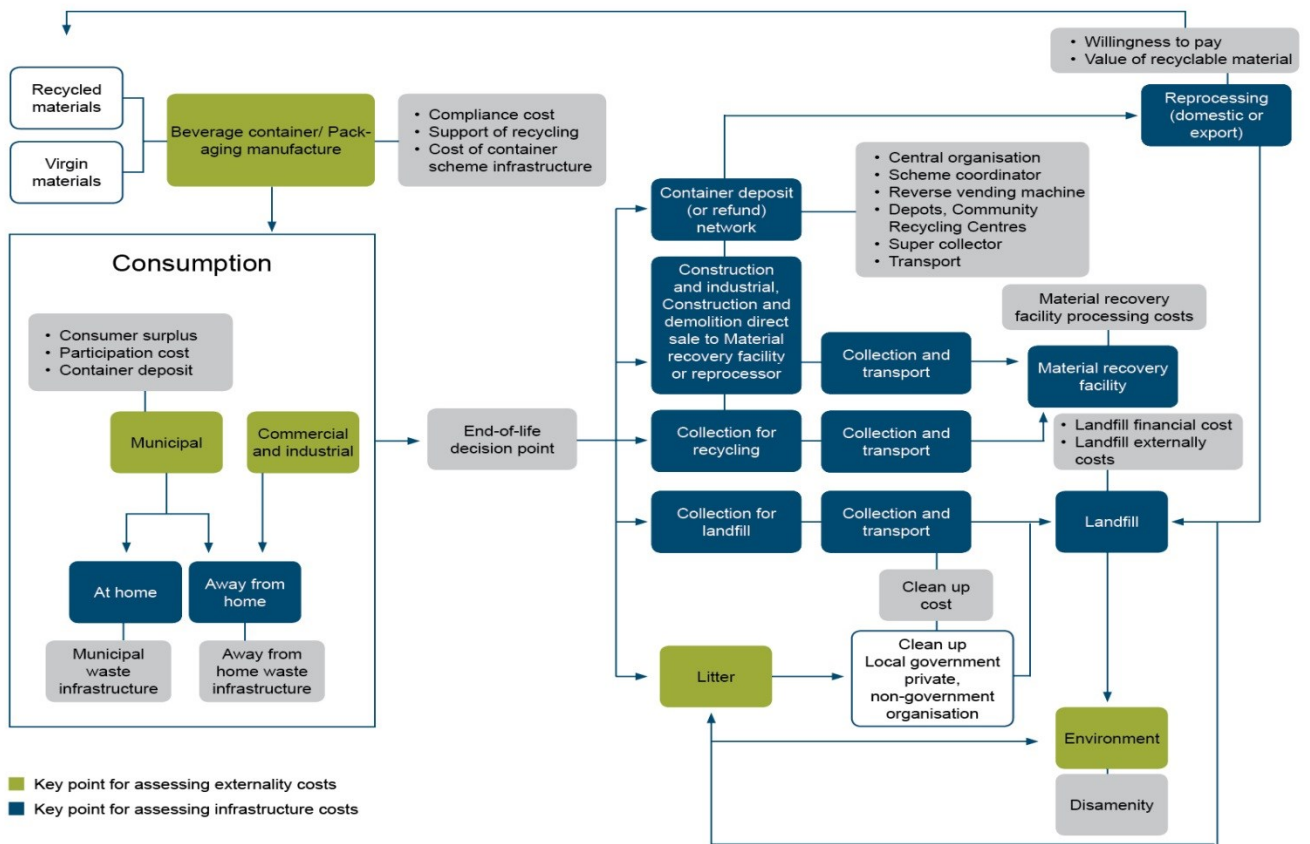 • Willingness to pay
• Value of recyclable material
Recycled
materials
Virgin
materials
Beverage container/ Pack-
aging manufacture
• Compliance cost
• Support of recycling
• Cost of container
scheme infrastructure
Reprocessing
(domestic or
export)
Container deposit
(or refund)
network
• Central organisation
• Scheme coordinator
• Reverse vending machine
• Depots, Community
Recycling Centres
• Super collector
• Transport
Consumption
• Consumer surplus
• Participation cost
• Container deposit
Municipal
Commercial
and industrial
At home
Away from
home
Municipal
waste
infrastructure
Away from
home waste
infrastructure
End-of-life
decision point
Construction
and industrial,
Construction and
demolition direct
sale to Material
recovery facility
or reprocessor
Collection and
transport
Material recovery
facility processing costs
Material recovery
facility
Collection for
recycling
Collection and
transport
• Landfill financial cost
• Landfill externally
costs
Collection for
landfill
Collection and
transport
Landfill
Clean up
cost
Litter
Clean up
Local government
private,
non-government
organisation
Environment
Disamenity
Key point for assessing externality costs
Key point for assessing infrastructure costs